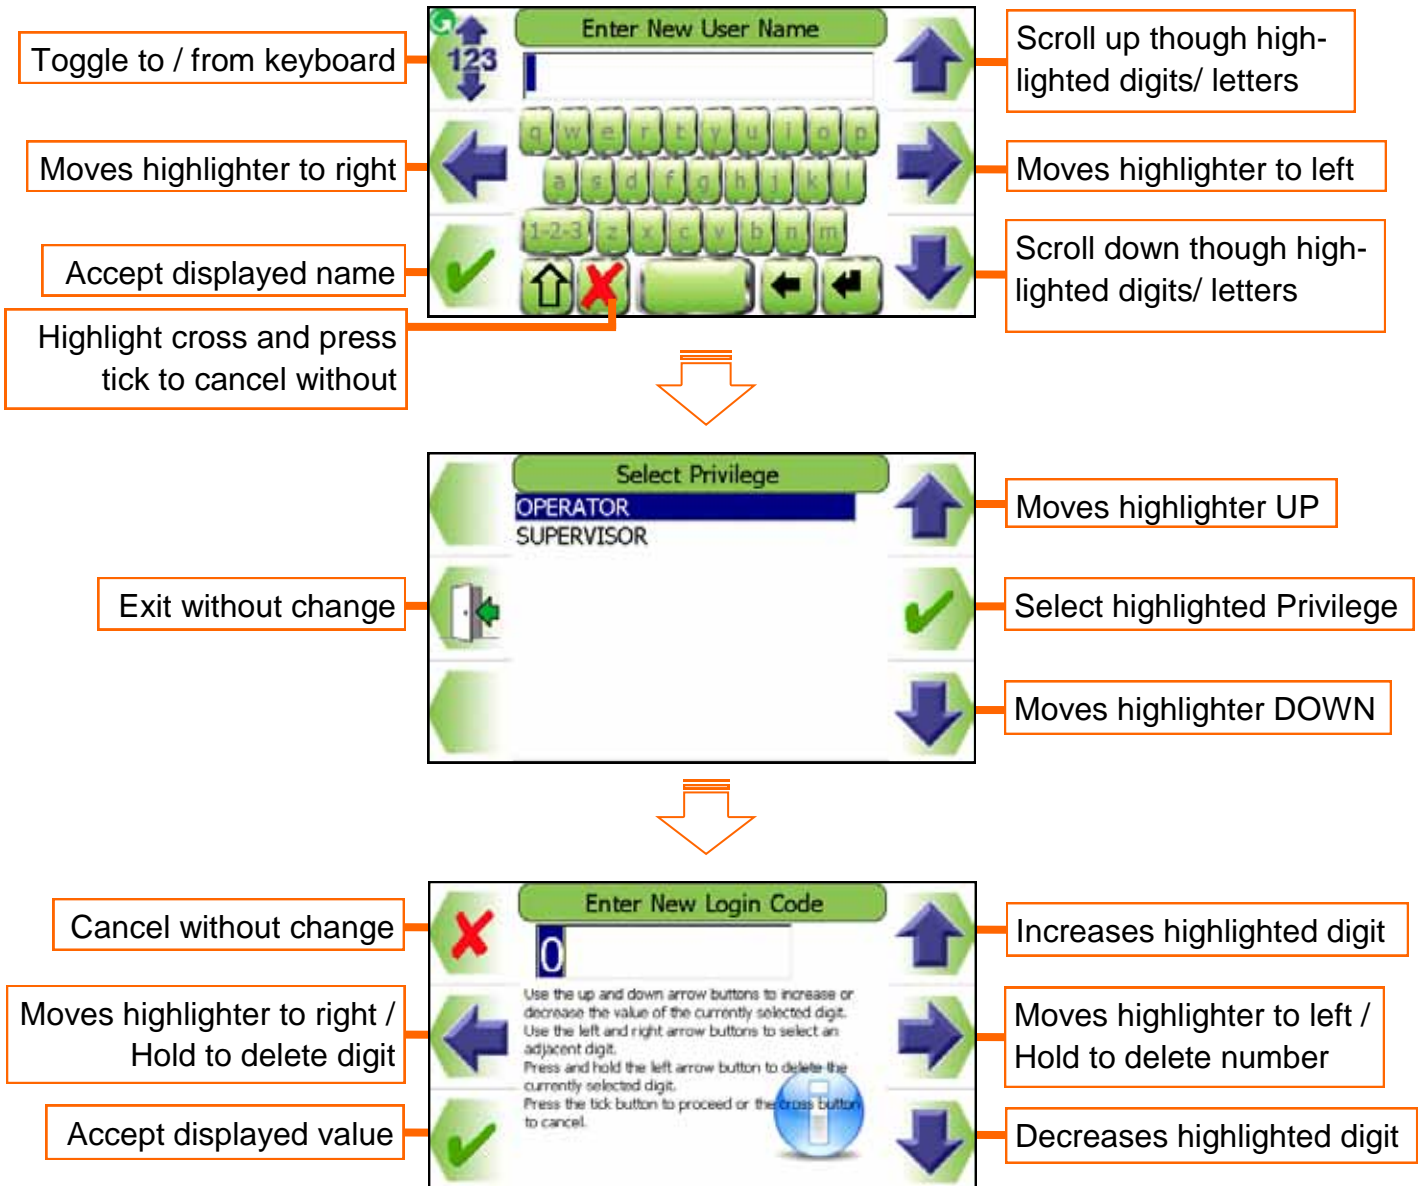 Toggle to / from keyboard
Moves highlighter to right
Accept displayed name
Highlight cross and press
tick to cancel without
123
Enter New User Name
q w e r t y u i o p
a s d f g h j k l
1-2-3 z x c v b n m
Scroll up though high-
lighted digits/ letters
Moves highlighter to left
Scroll down though high-
lighted digits/ letters
Exit without change
Select Privilege
OPERATOR
SUPERVISOR
Moves highlighter UP
Select highlighted Privilege
Moves highlighter DOWN
Cancel without change
Moves highlighter to right /
Hold to delete digit
Accept displayed value
Enter New Login Code
0
Use the up and down arrow buttons to increase or
decrease the value of the currently selected digit.
Use the left and right arrow buttons to select an
adjacent digit.
Press and hold the left arrow button to delete the
currently selected digit.
Press the tick button to proceed or the cross button
to cancel.
Increases highlighted digit
Moves highlighter to left /
Hold to delete number
Decreases highlighted digit